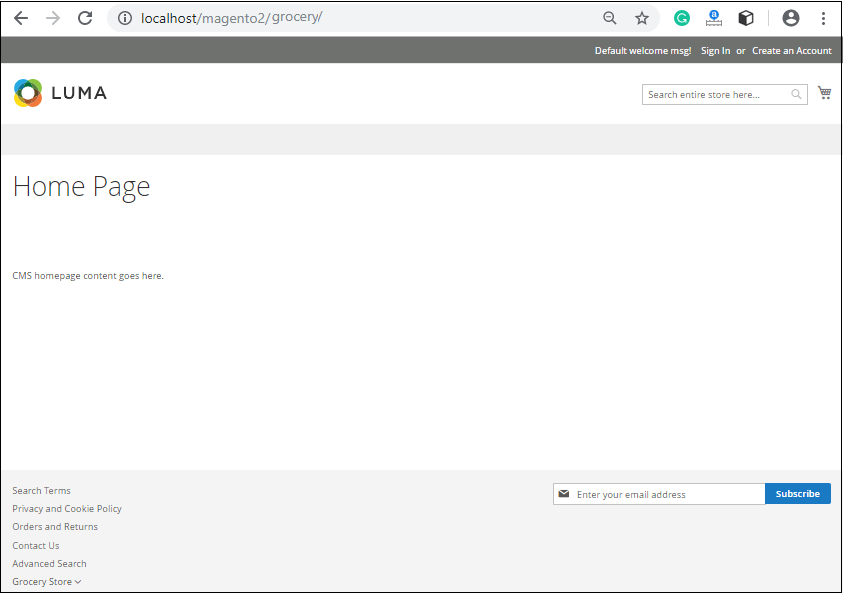 localhost/magento2/grocery/
Default welcome msg! Sign In or Create an Account
LUMA
Search entire store here...
Home Page
CMS homepage content goes here.
Search Terms
Privacy and Cookie Policy
Orders and Returns
Contact Us
Advanced Search
Grocery Store
Enter your email address
Subscribe